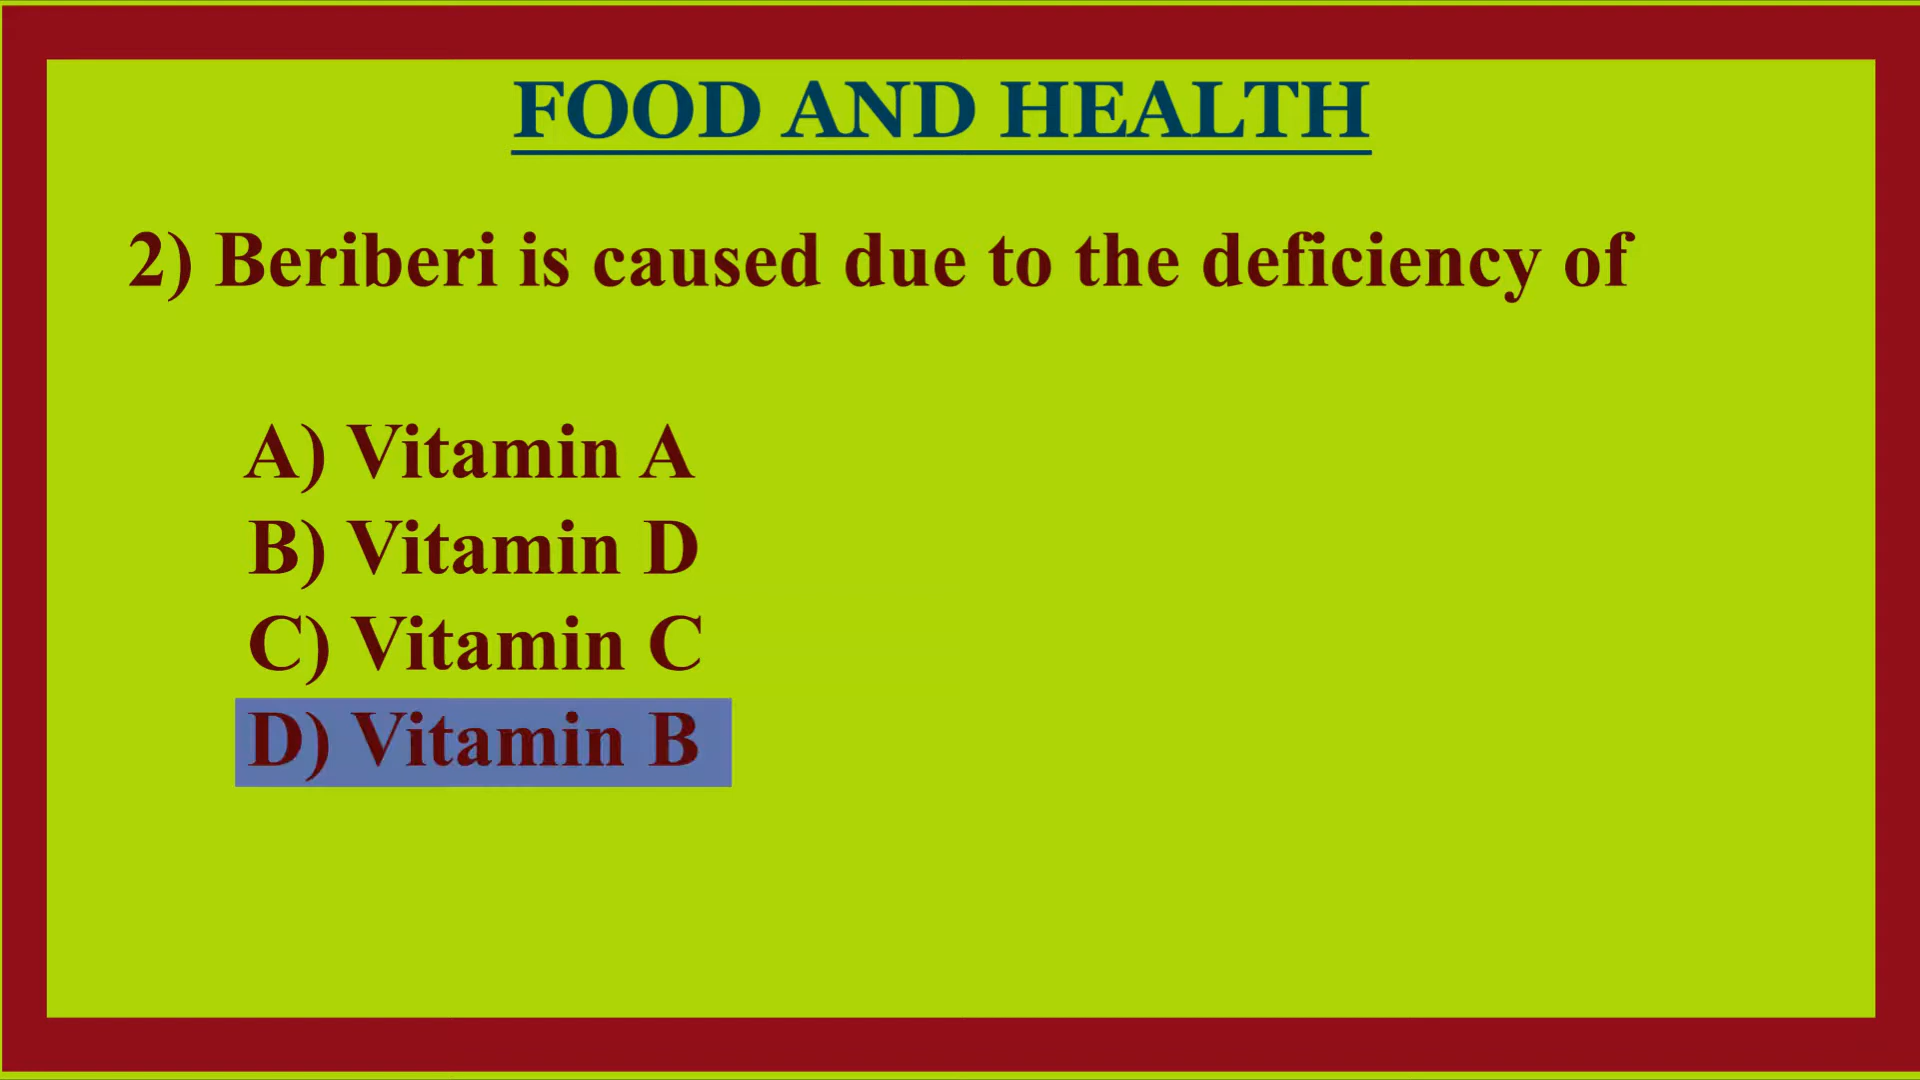 FOOD AND HEALTH
2) Beriberi is caused due to the deficiency of
A) Vitamin A
B) Vitamin D
C) Vitamin C
D) Vitamin B